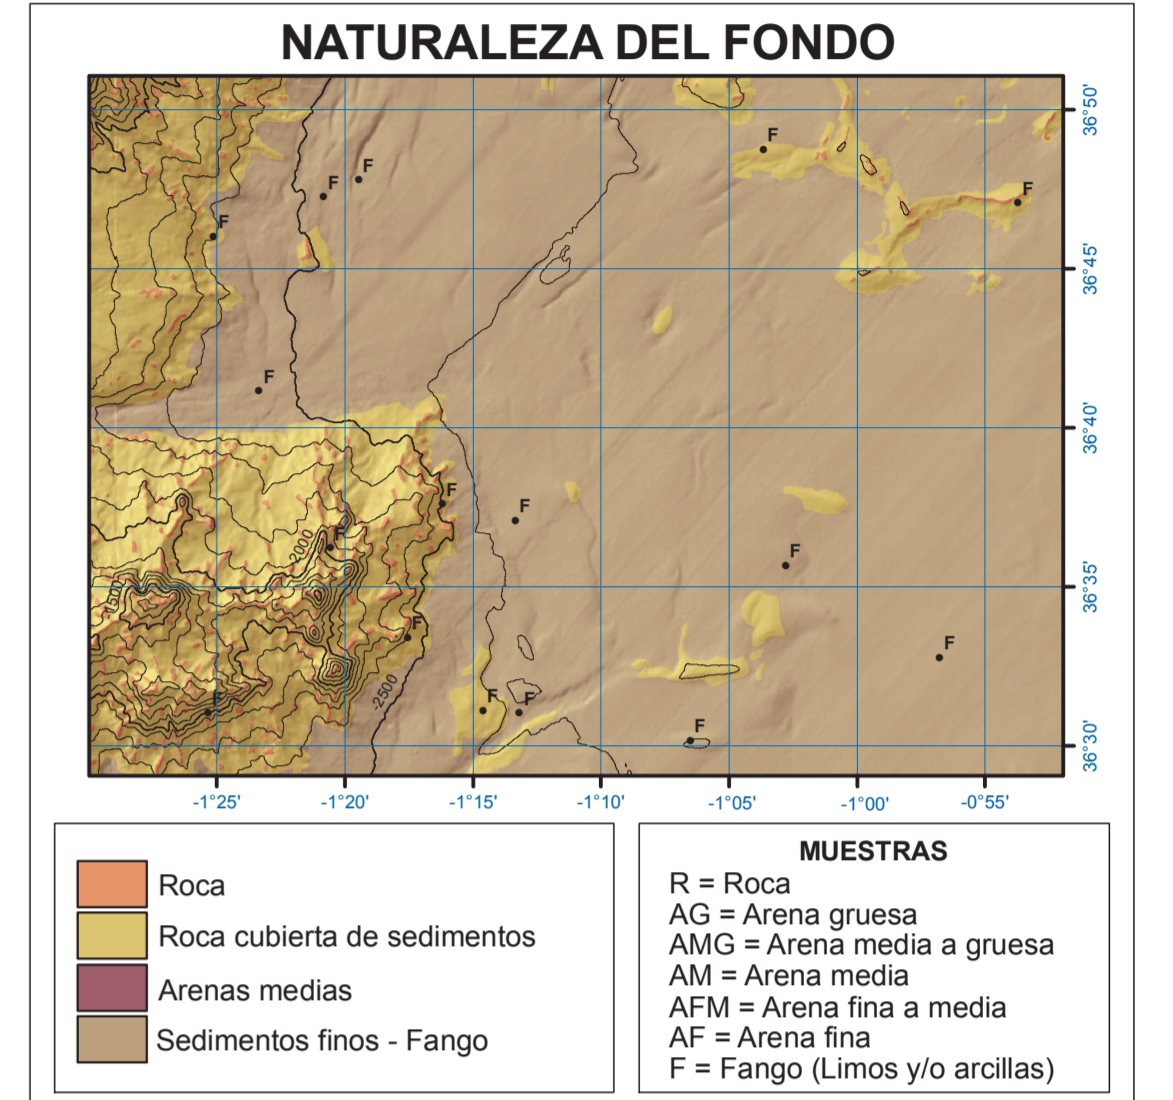 NATURALEZA DEL FONDO
36°50'
F
F
F
F
F
36°45'
F
36°40'
F
F
2000
F
F
36°35'
1500
F
F
-2500
F
F
F
F
36°30'
-1°25'
-1°20'
-1°15'
-1°10'
-1°05'
-1°00'
-0°55'
Roca
Roca cubierta de sedimentos
Arenas medias
Sedimentos finos - Fango
MUESTRAS
R = Roca
AG = Arena gruesa
AMG = Arena media a gruesa
AM = Arena media
AFM = Arena fina a media
AF = Arena fina
F = Fango (Limos y/o arcillas)